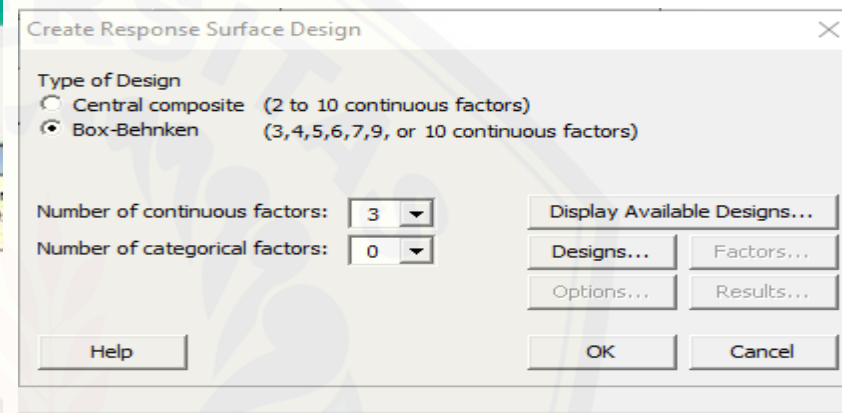 Create Response Surface Design
Type of Design
Central composite (2 to 10 continuous factors)
Box-Behnken (3,4,5,6,7,9, or 10 continuous factors)
Number of continuous factors: 3 Display Available Designs...
Number of categorical factors: 0 Designs... Factors...
Options... Results...
Help OK Cancel